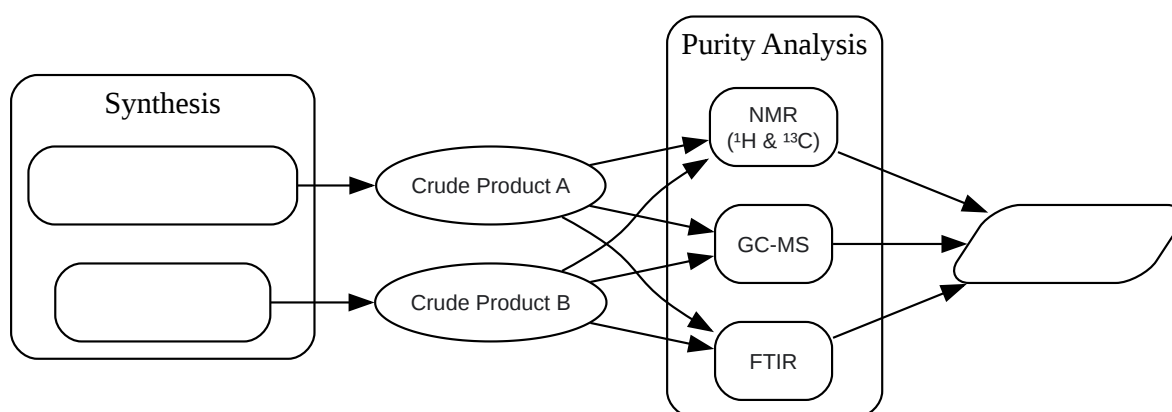 Synthesis
Crude Product A
Crude Product B
Purity Analysis
NMR
(¹H & ¹³C)
GC-MS
FTIR